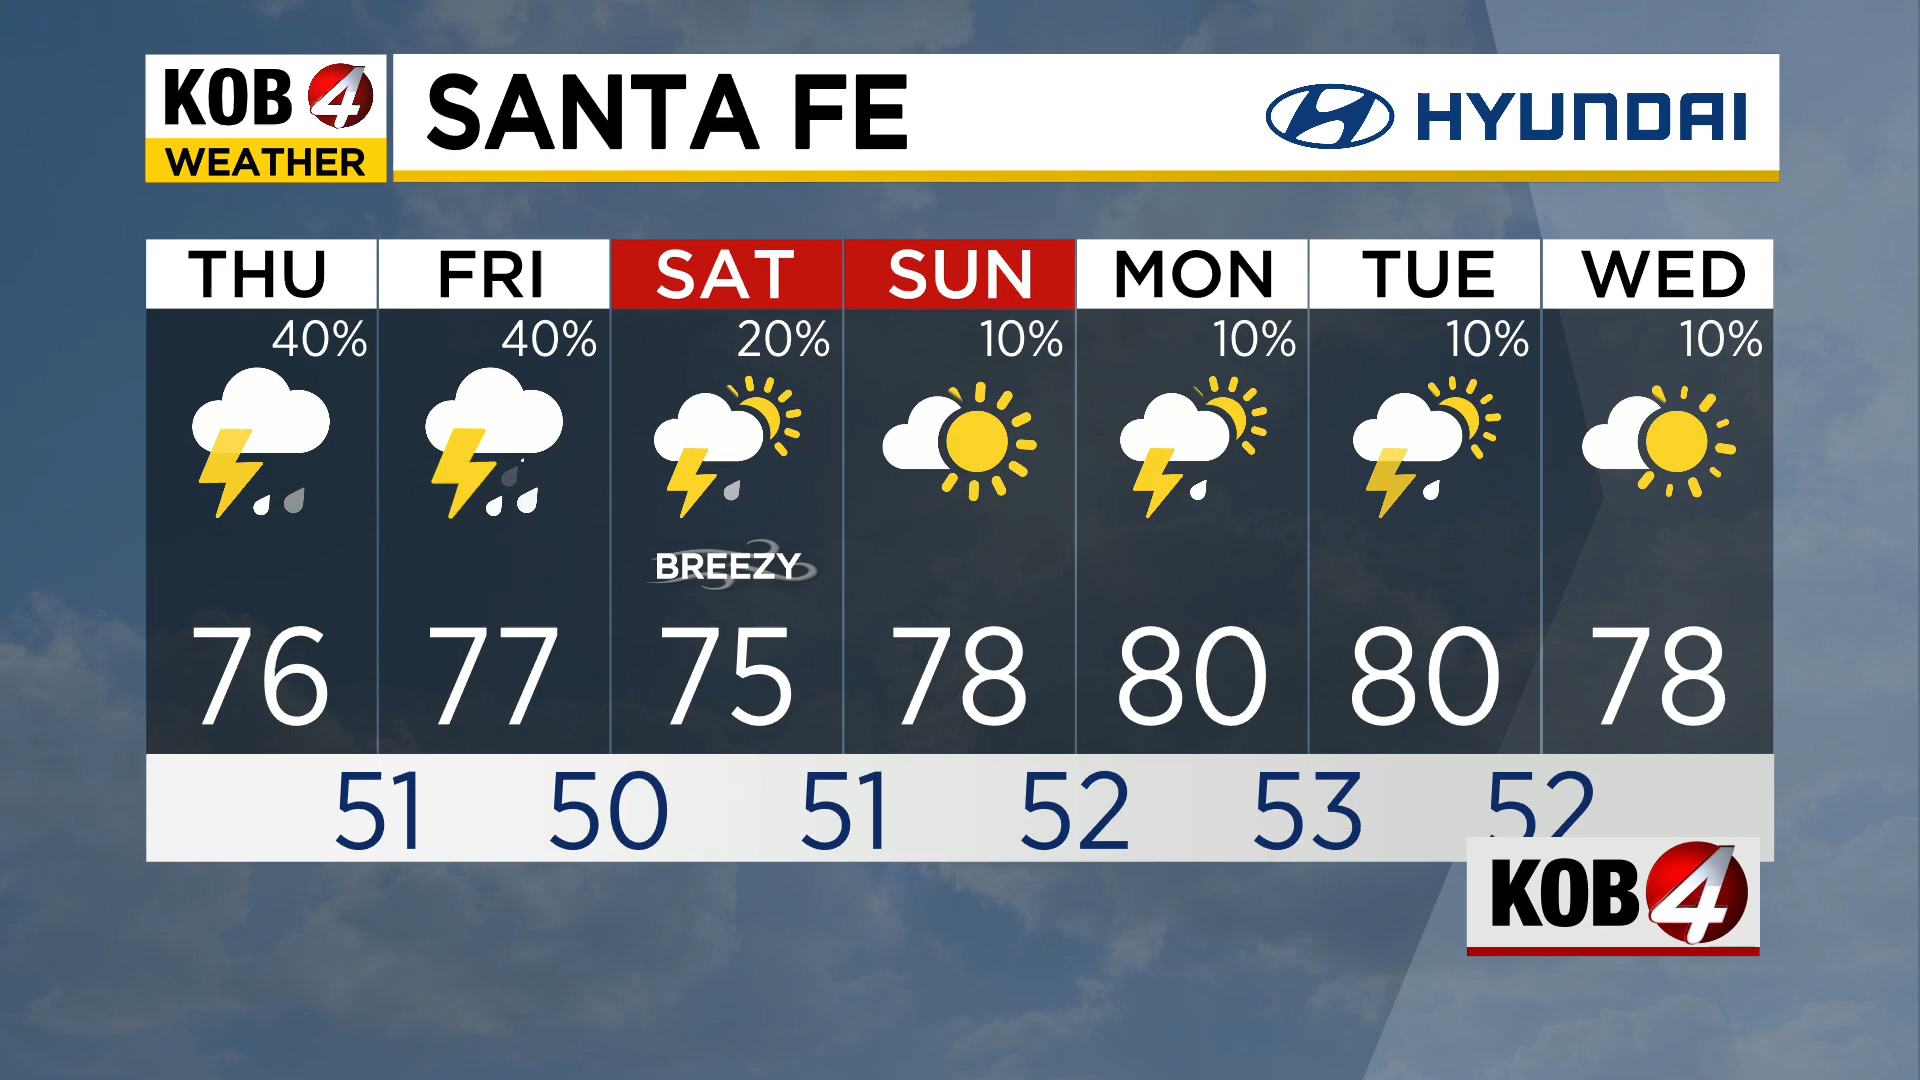 KOB 4
WEATHER
SANTA FE
HYUNDAI
THU FRI SAT SUN MON TUE WED
40% 40% 20% 10% 10% 10% 10%
BREEZY
76 77 75 78 80 80 78
51 50 51 52 53 52
KOB 4